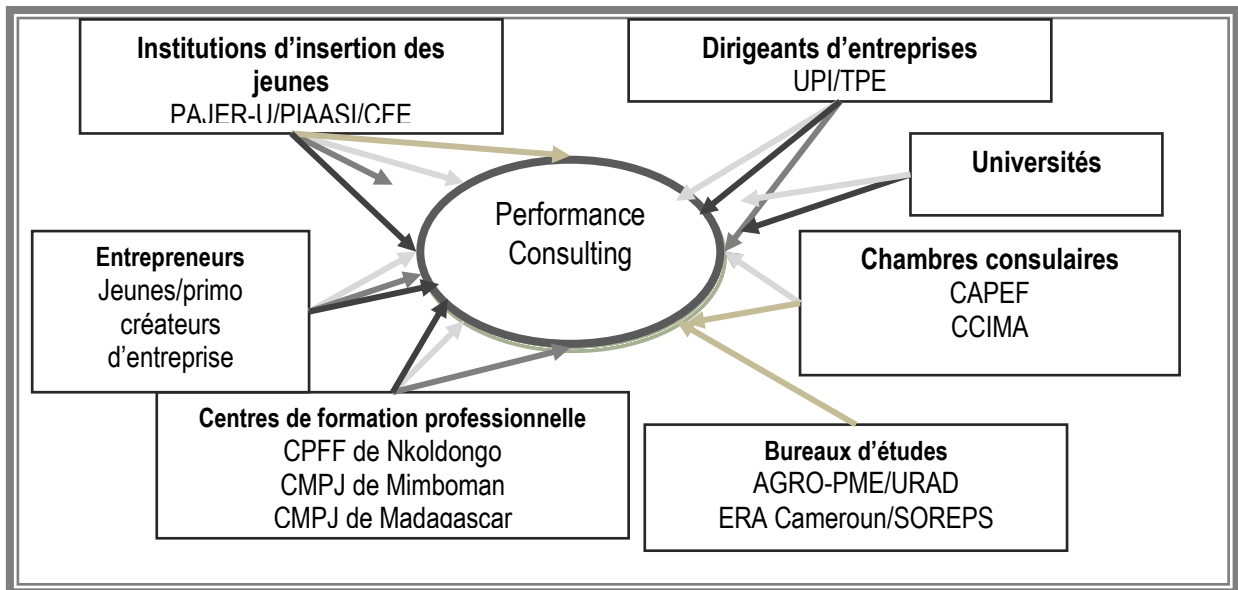 Institutions d’insertion des
jeunes
PAJER-U/PIAASI/CFE
Dirigeants d’entreprises
UPI/TPE
Universités
Performance
Consulting
Entrepreneurs
Jeunes/primo
créateurs
d’entreprise
Chambres consulaires
CAPEF
CCIMA
Centres de formation professionnelle
CPFF de Nkoldongo
CMPJ de Mimboman
CMPJ de Madagascar
Bureaux d’études
AGRO-PME/URAD
ERA Cameroun/SOREPS